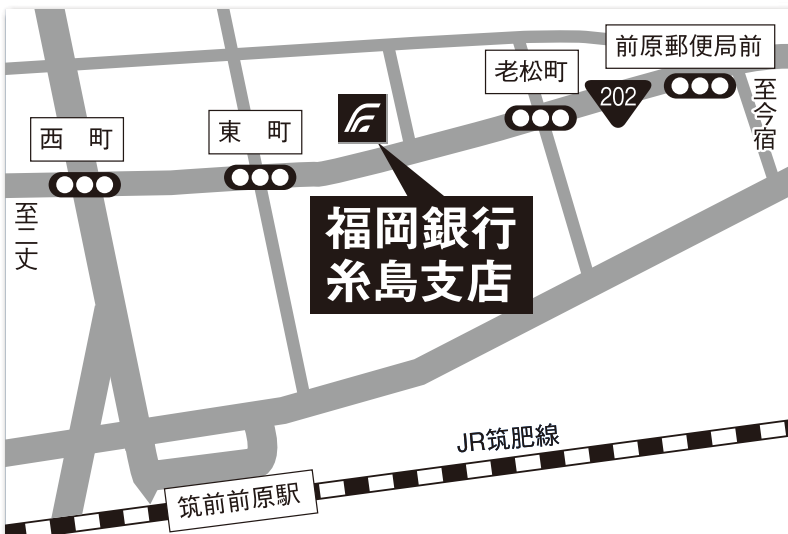 前原郵便局前
老松町
202
至今宿
東　町
西　町
至二丈
福岡銀行
糸島支店
JR筑肥線
筑前前原駅